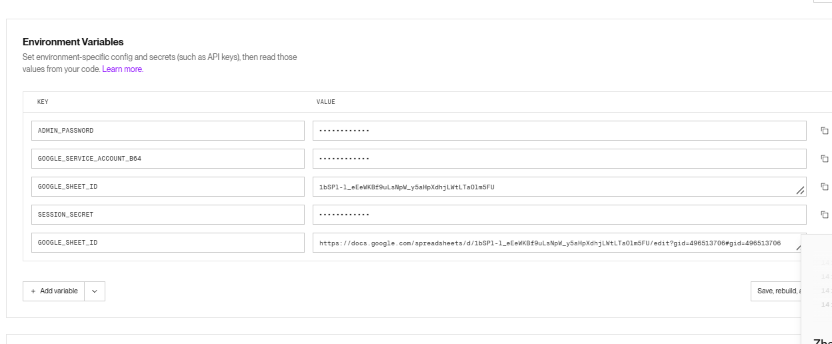 Environment Variables
Set environment-specific config and secrets (such as API keys), then read those
values from your code. Learn more.
KEY VALUE
ADMIN_PASSWORD ••••••••••••
GOOGLE_SERVICE_ACCOUNT_B64 ••••••••••••
GOOGLE_SHEET_ID 1bSPl-l_eEeWKBf9uLsNpW_y5aHpXdhjLWtLTaOlm5FU
SESSION_SECRET ••••••••••••
GOOGLE_SHEET_ID https://docs.google.com/spreadsheets/d/1bSPl-l_eEeWKBf9uLsNpW_y5aHpXdhjLWtLTaOlm5FU/edit?gid=496513706#gid=496513706
+ Add variable
Save, rebuild, a